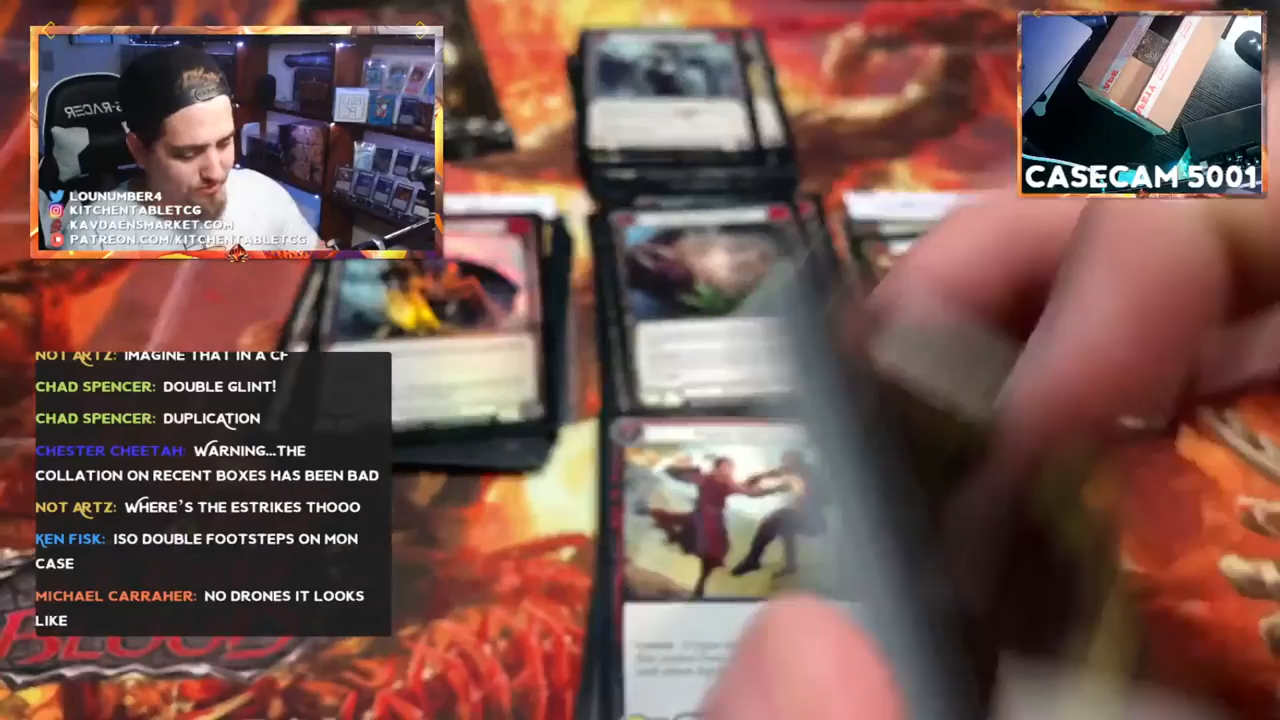 LOUNUMBER4
KITCHENTABLETCG
KAVDAENSMARKET.COM
PATREON.COM/KITCHENTABLETCG
CASECAM 5001
NOT ARTZ: IMAGINE THAT IN A CF
CHAD SPENCER: DOUBLE GLINT!
CHAD SPENCER: DUPLICATION
CHESTER CHEETAH: WARNING...THE
COLLATION ON RECENT BOXES HAS BEEN BAD
NOT ARTZ: WHERE'S THE ESTRIKES THOOO
KEN FISK: ISO DOUBLE FOOTSTEPS ON MON
CASE
MICHAEL CARRAHER: NO DRONES IT LOOKS
LIKE
BLOOD